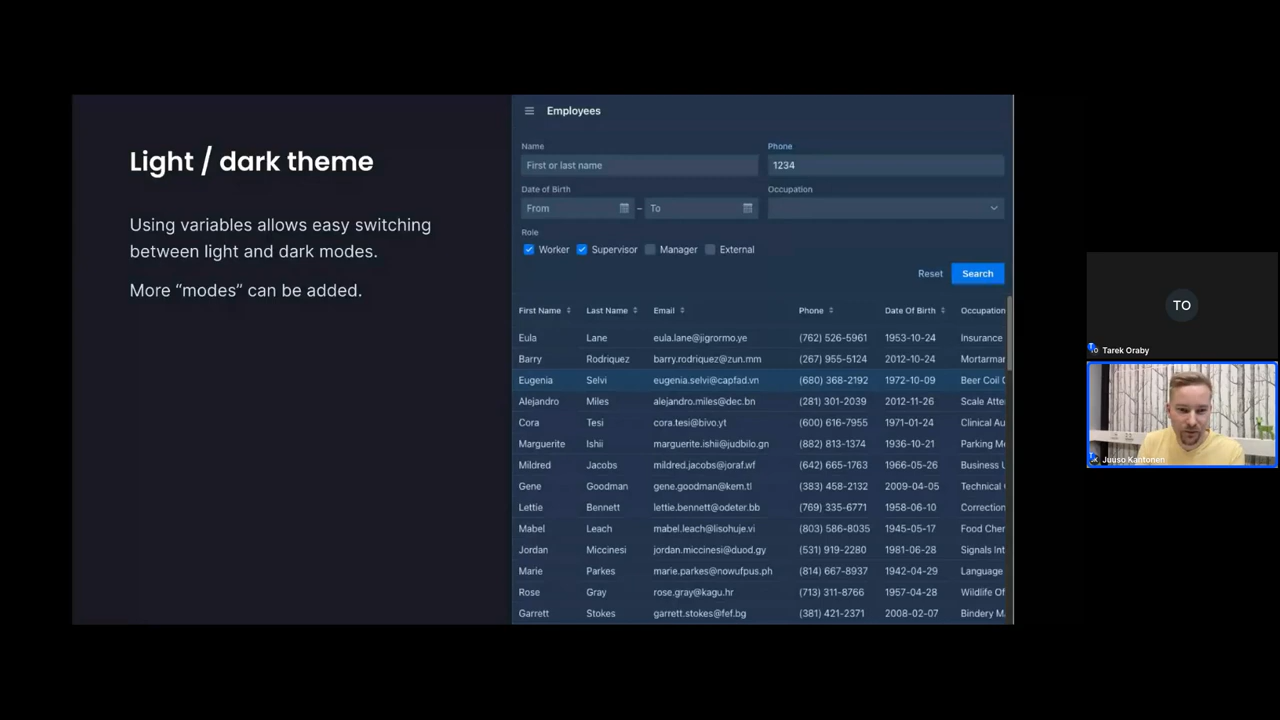 Light / dark theme
Using variables allows easy switching
between light and dark modes.
More “modes” can be added.
Employees
Name
Phone
First or last name
1234
Date of Birth
Occupation
From
–
To
Role
Worker
Supervisor
Manager
External
Reset
Search
First Name Last Name Email Phone Date Of Birth Occupation
Eula Lane eula.lane@jigrormo.ye (762) 526-5961 1953-10-24 Insurance
Barry Rodriquez barry.rodriquez@zun.mm (267) 955-5124 2012-10-24 Mortarman
Eugenia Selvi eugenia.selvi@capfad.vn (680) 368-2192 1972-10-09 Beer Coil C
Alejandro Miles alejandro.miles@dec.bn (281) 301-2039 2012-11-26 Scale Atte
Cora Tesi cora.tesi@bivo.yt (600) 616-7955 1971-01-24 Clinical Au
Marguerite Ishii marguerite.ishii@judbilo.gn (882) 813-1374 1936-10-21 Parking Me
Mildred Jacobs mildred.jacobs@joraf.wf (642) 665-1763 1966-05-26 Business
Gene Goodman gene.goodman@kem.tl (383) 458-2132 2009-04-05 Technical
Lettie Bennett lettie.bennett@odeter.bb (769) 335-6771 1958-06-10 Correction
Mabel Leach mabel.leach@lisohuje.vi (803) 586-8035 1945-05-17 Food Cher
Jordan Miccinesi jordan.miccinesi@duod.gy (531) 919-2280 1981-06-28 Signals Int
Marie Parkes marie.parkes@nowufpus.ph (814) 667-8937 1942-04-29 Language
Rose Gray rose.gray@kagu.hr (713) 311-8766 1957-04-28 Wildlife Of
Garrett Stokes garrett.stokes@fef.bg (381) 421-2371 2008-02-07 Bindery M
TO
Tarek Oraby
Juuso Kantonen